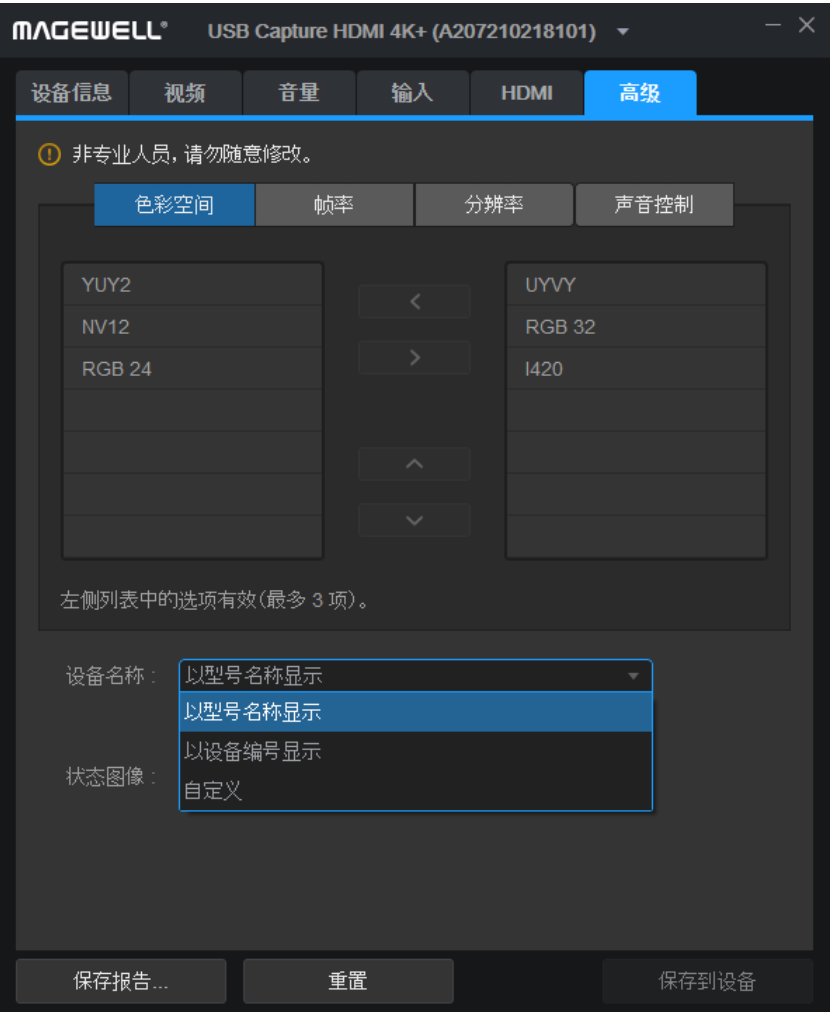 MAGEWELL® USB Capture HDMI 4K+ (A207210218101)
设备信息 视频 音量 输入 HDMI 高级
非专业人员，请勿随意修改。
色彩空间 帧率 分辨率 声音控制
YUY2 UYVY
NV12 RGB 32
RGB 24 I420
左侧列表中的选项有效(最多 3 项)。
设备名称： 以型号名称显示
以型号名称显示
以设备编号显示
状态图像：
自定义
保存报告... 重置 保存到设备